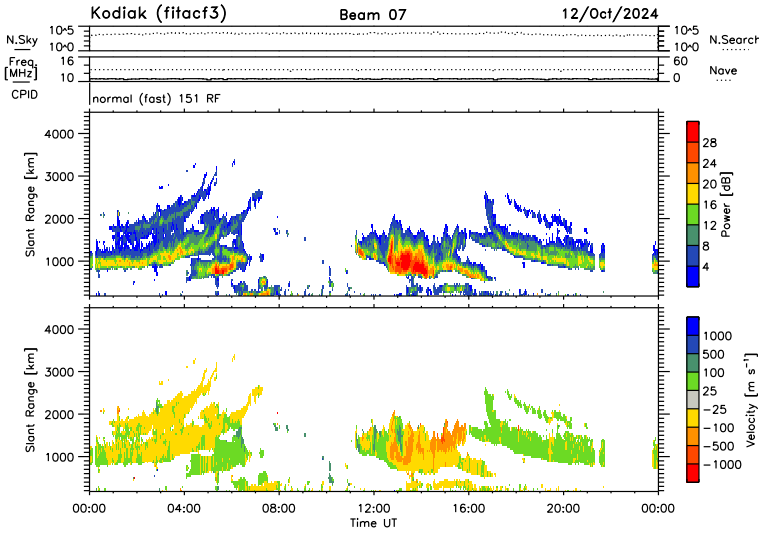 Kodiak (fitacf3) Beam 07 12/Oct/2024
N.Sky 10^5 10^0 10^5 10^0 N.Search
Freq. [MHz] 16 10 60 0 Nave
CPID normal (fast) 151 RF
Slant Range [km] 4000 3000 2000 1000
Power [dB] 28 24 20 16 12 8 4
Slant Range [km] 4000 3000 2000 1000
Velocity [m s⁻¹] 1000 500 100 25 −25 −100 −500 −1000
00:00 04:00 08:00 12:00 16:00 20:00 00:00
Time UT